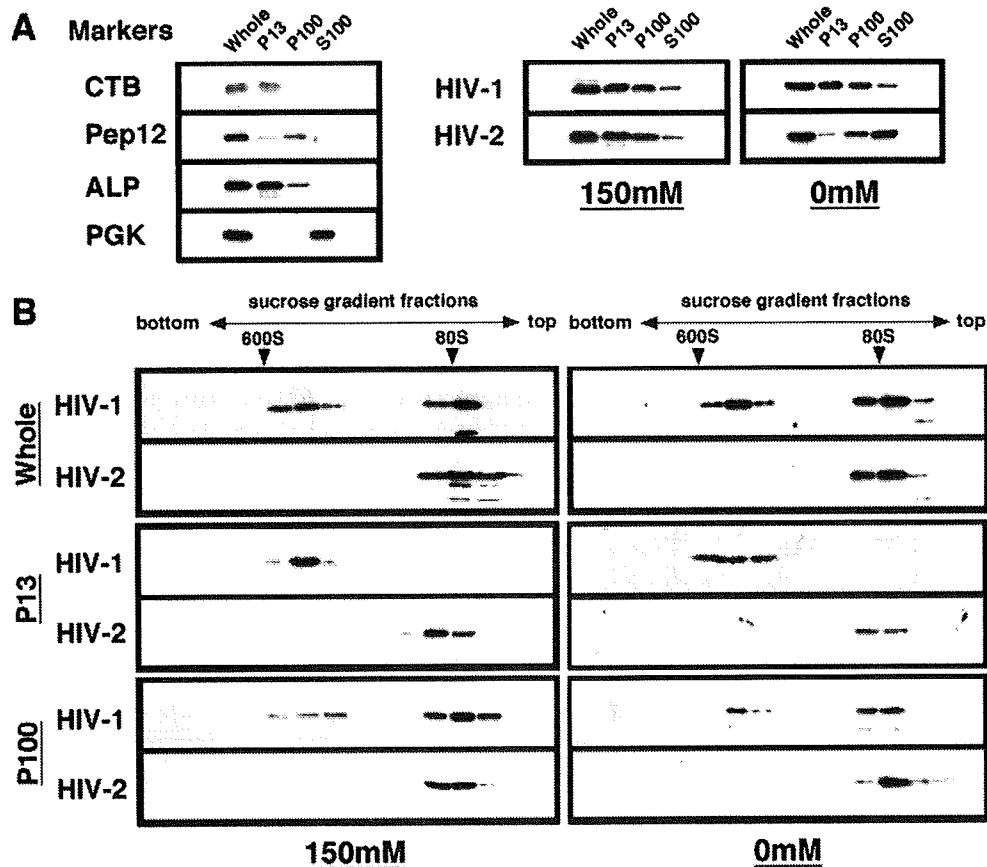 A Markers
Whole P13 P100 S100
CTB
Pep12
ALP
PGK
Whole P13 P100 S100
Whole P13 P100 S100
HIV-1
HIV-2
150mM 0mM
B
sucrose gradient fractions
bottom top
600S 80S
sucrose gradient fractions
bottom top
600S 80S
Whole
HIV-1
HIV-2
P13
HIV-1
HIV-2
P100
HIV-1
HIV-2
150mM 0mM